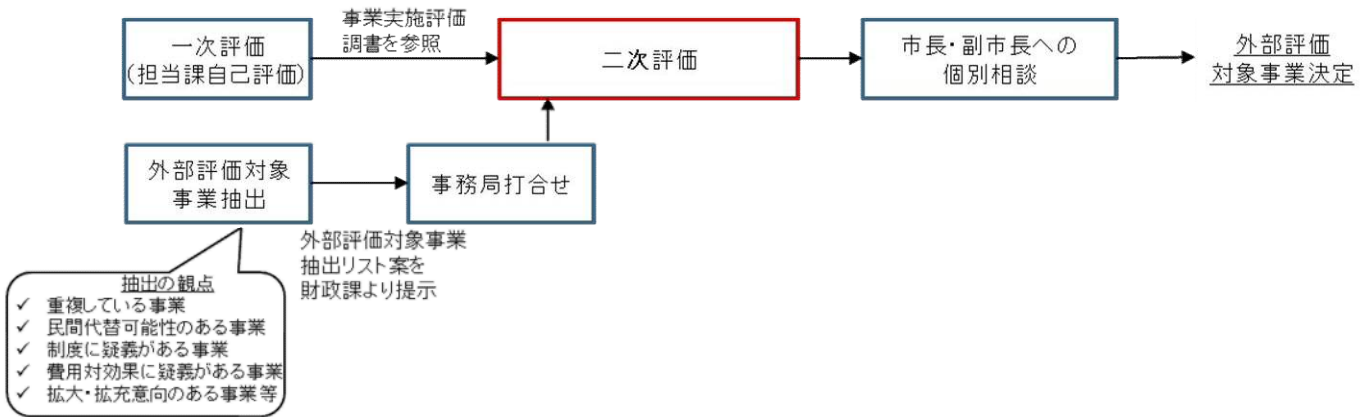 一次評価
(担当課自己評価)
事業実施評価
調書を参照
二次評価
市長・副市長への
個別相談
外部評価
対象事業決定
外部評価対象
事業抽出
事務局打合せ
外部評価対象事業
抽出リスト案を
財政課より提示
抽出の観点
✓ 重複している事業
✓ 民間代替可能性のある事業
✓ 制度に疑義がある事業
✓ 費用対効果に疑義がある事業
✓ 拡大・拡充意向のある事業等